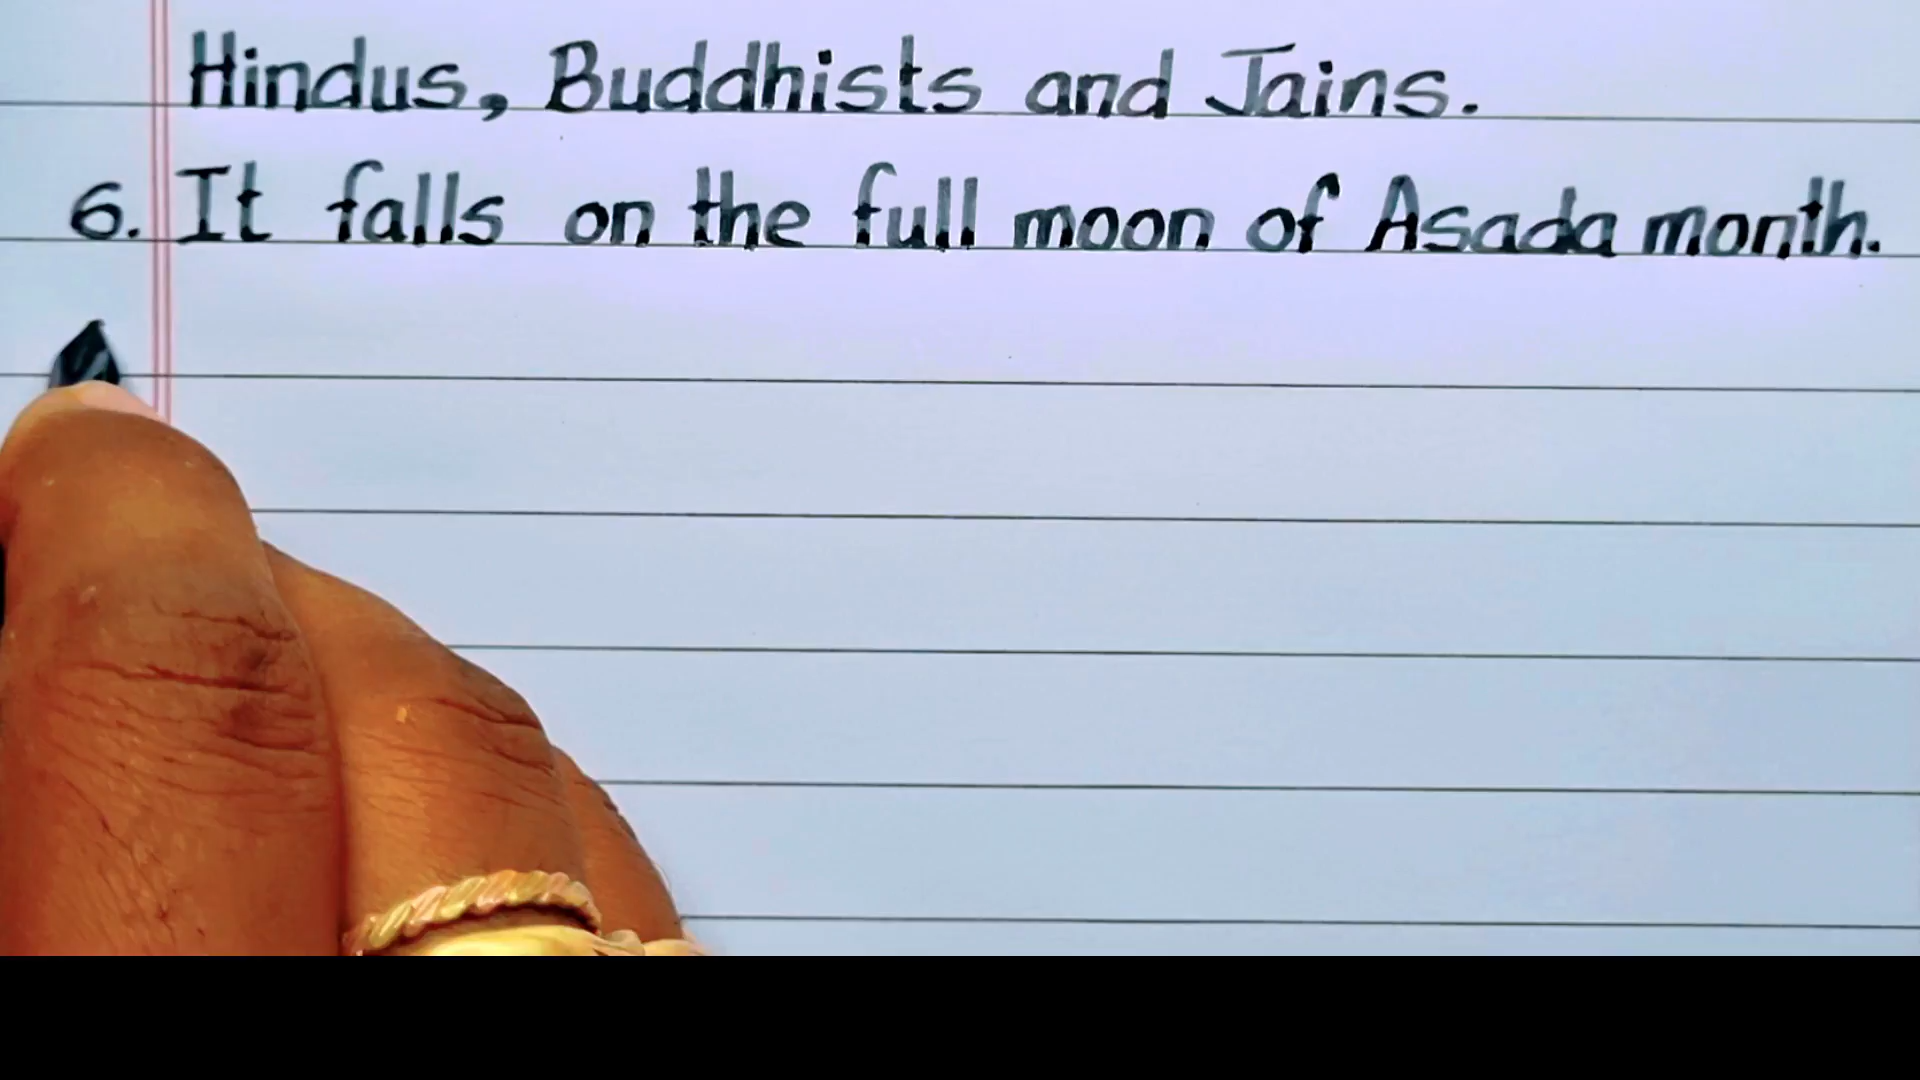 Hindus, Buddhists and Jains.
6. It falls on the full moon of Asada month.